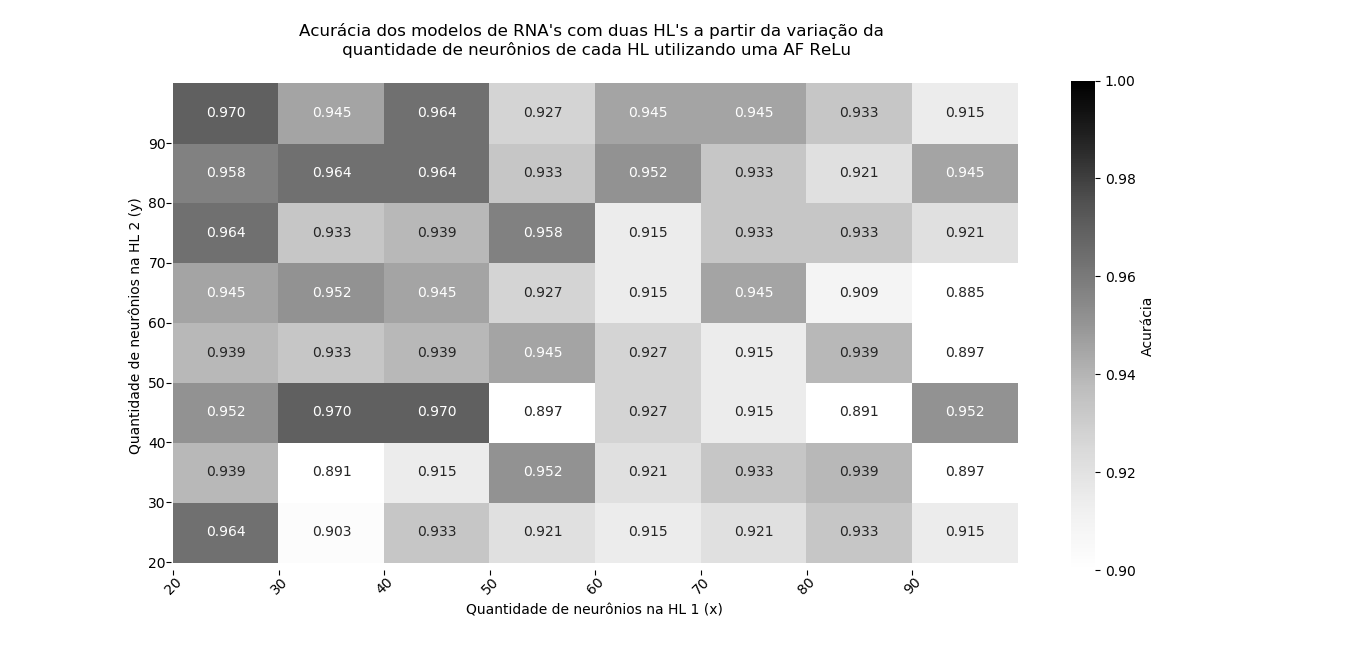 Acurácia dos modelos de RNA's com duas HL's a partir da variação da
quantidade de neurônios de cada HL utilizando uma AF ReLu
0.970 0.945 0.964 0.927 0.945 0.945 0.933 0.915
90
0.958 0.964 0.964 0.933 0.952 0.933 0.921 0.945
80
0.964 0.933 0.939 0.958 0.915 0.933 0.933 0.921
70
0.945 0.952 0.945 0.927 0.915 0.945 0.909 0.885
60
0.939 0.933 0.939 0.945 0.927 0.915 0.939 0.897
50
0.952 0.970 0.970 0.897 0.927 0.915 0.891 0.952
40
0.939 0.891 0.915 0.952 0.921 0.933 0.939 0.897
30
0.964 0.903 0.933 0.921 0.915 0.921 0.933 0.915
20
Quantidade de neurônios na HL 2 (y)
20 30 40 50 60 70 80 90
Quantidade de neurônios na HL 1 (x)
1.00
0.98
0.96
0.94
0.92
0.90
Acurácia